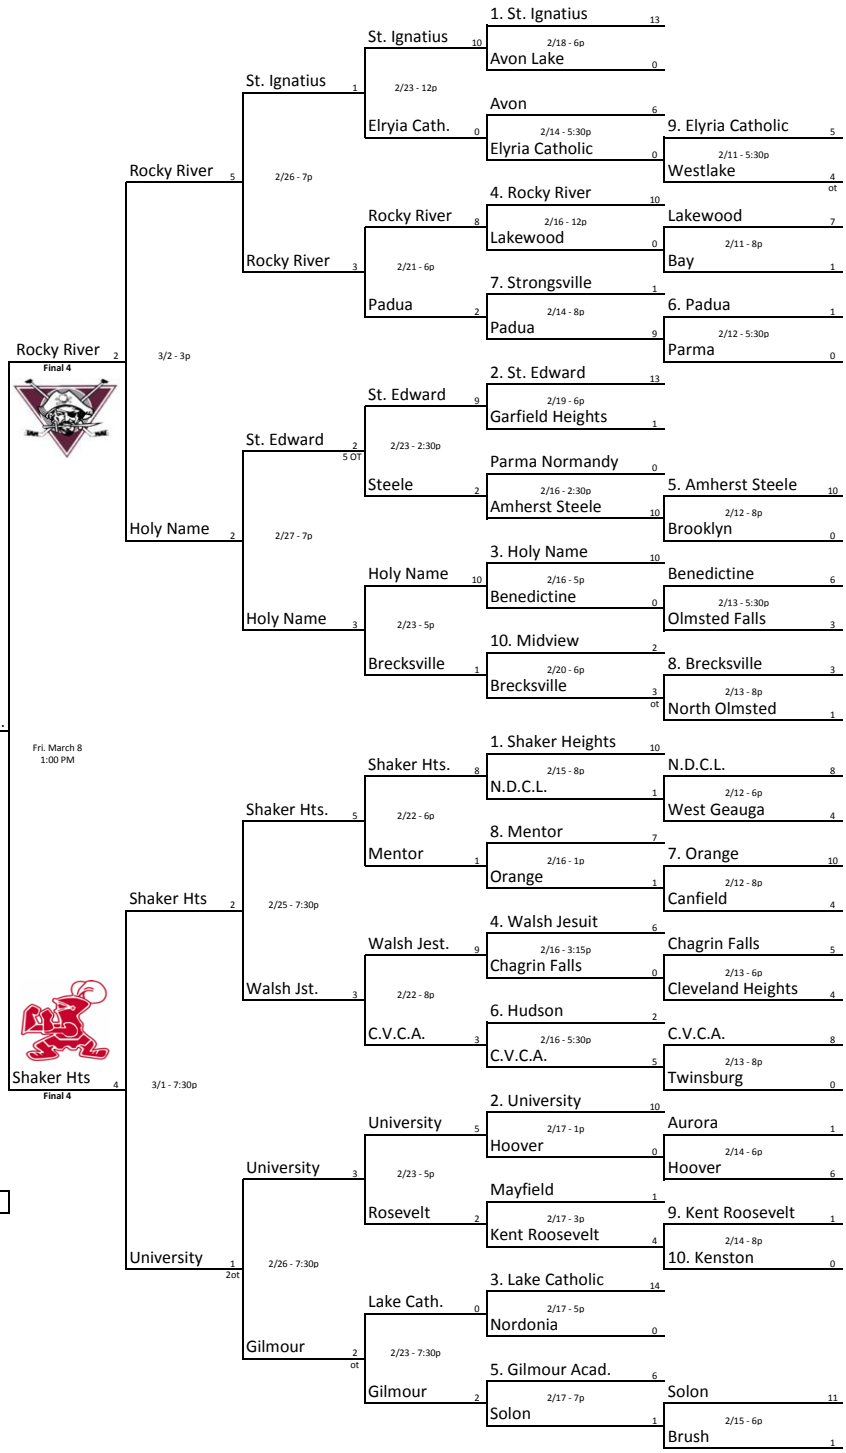 1. St. Ignatius 13
St. Ignatius 10
2/18 - 6p
Avon Lake 0
St. Ignatius 1
2/23 - 12p
Avon 6
Elryia Cath. 0
2/14 - 5:30p
9. Elyria Catholic 5
Elyria Catholic 0
2/11 - 5:30p
Rocky River 5
2/26 - 7p
Westlake 4
ot
4. Rocky River 10
Rocky River 8
2/16 - 12p
Lakewood 7
Lakewood 0
2/11 - 8p
Rocky River 3
2/21 - 6p
Bay 1
7. Strongsville 1
Padua 2
2/14 - 8p
6. Padua 1
Padua 9
2/12 - 5:30p
Rocky River 2
3/2 - 3p
Parma 0
Final 4
2. St. Edward 13
St. Edward 9
2/19 - 6p
Garfield Heights 1
St. Edward 2
5 OT
2/23 - 2:30p
Parma Normandy 0
Steele 2
2/16 - 2:30p
5. Amherst Steele 10
Amherst Steele 10
2/12 - 8p
Holy Name 2
2/27 - 7p
Brooklyn 0
3. Holy Name 10
Holy Name 10
2/16 - 5p
Benedictine 6
Benedictine 0
2/13 - 5:30p
Holy Name 3
2/23 - 5p
Olmsted Falls 3
10. Midview 2
Brecksville 1
2/20 - 6p
8. Brecksville 3
Brecksville 3
ot
2/13 - 8p
North Olmsted 1
.
Fri. March 8
1:00 PM
1. Shaker Heights 10
Shaker Hts. 8
2/15 - 8p
N.D.C.L. 8
N.D.C.L. 1
2/12 - 6p
Shaker Hts. 5
2/22 - 6p
West Geauga 4
8. Mentor 7
Mentor 1
2/16 - 1p
7. Orange 10
Orange 1
2/12 - 8p
Shaker Hts 2
2/25 - 7:30p
Canfield 4
4. Walsh Jesuit 6
Walsh Jest. 9
2/16 - 3:15p
Chagrin Falls 5
Chagrin Falls 0
2/13 - 6p
Walsh Jst. 3
2/22 - 8p
Cleveland Heights 4
6. Hudson 2
C.V.C.A. 3
2/16 - 5:30p
C.V.C.A. 8
C.V.C.A. 5
2/13 - 8p
Shaker Hts 4
3/1 - 7:30p
Twinsburg 0
Final 4
2. University 10
University 5
2/17 - 1p
Aurora 1
Hoover 0
2/14 - 6p
University 3
2/23 - 5p
Hoover 6
Mayfield 1
Rosevelt 2
2/17 - 3p
9. Kent Roosevelt 1
Kent Roosevelt 4
2/14 - 8p
University 1
2ot
2/26 - 7:30p
10. Kenston 0
3. Lake Catholic 14
Lake Cath. 0
2/17 - 5p
Nordonia 0
Gilmour 2
ot
2/23 - 7:30p
5. Gilmour Acad. 6
Gilmour 2
2/17 - 7p
Solon 11
Solon 1
2/15 - 6p
Brush 1